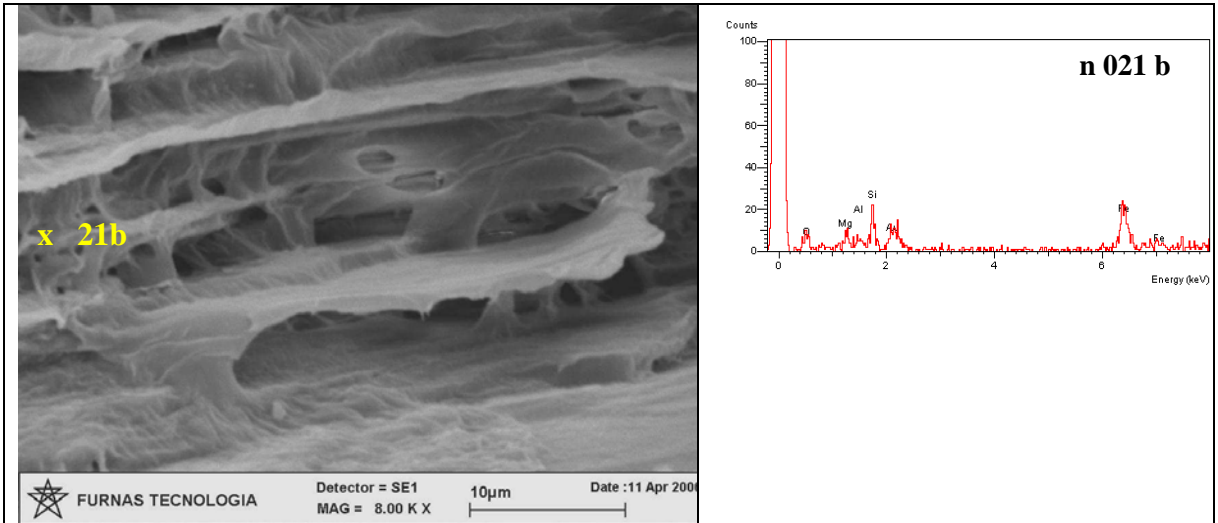 x 21b
FURNAS TECNOLOGIA
Detector = SE1
MAG = 8.00 K X
10µm
Date :11 Apr 200
Counts
n 021 b
100
80
60
40
20
0
Si
Al
Mg
Fe
Fe
0
2
4
6
Energy (keV)